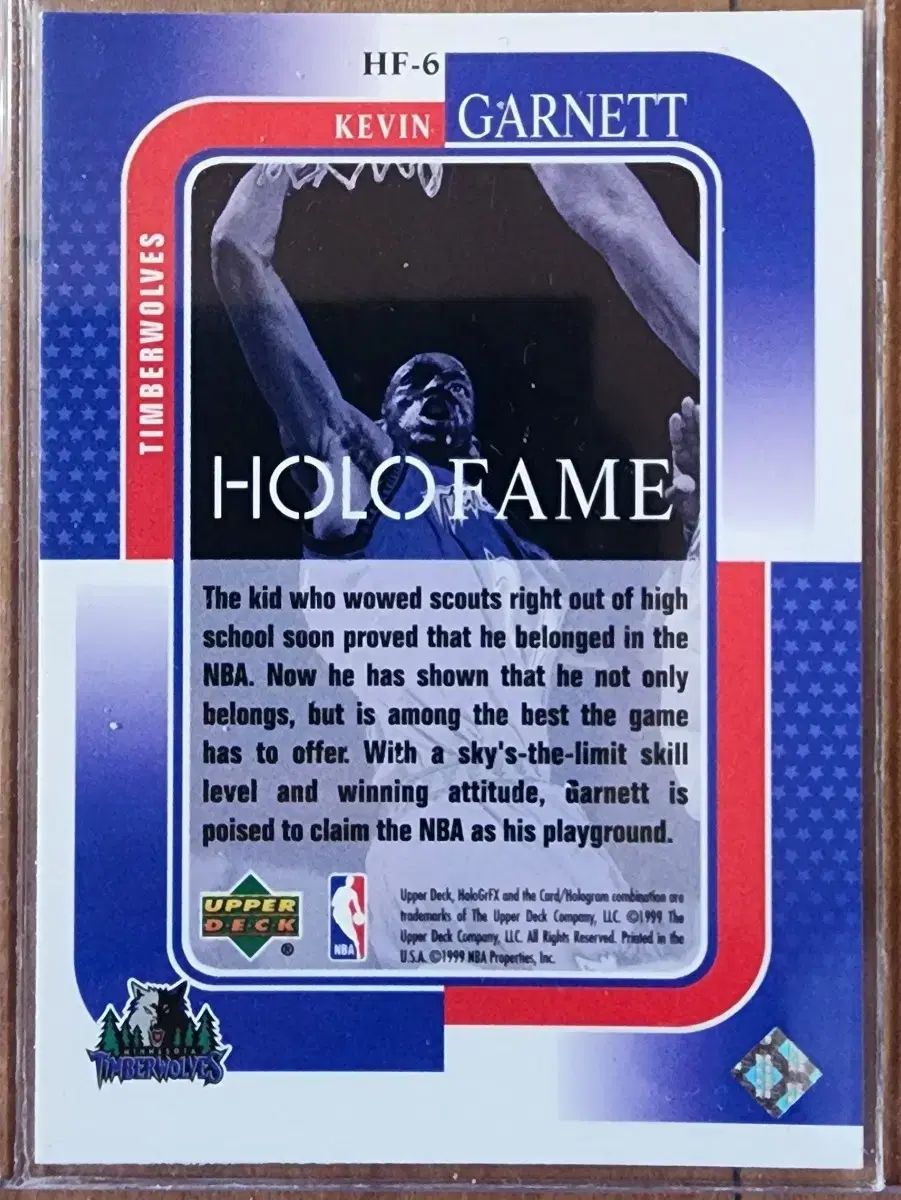 HF-6
KEVIN GARNETT
TIMBERWOLVES
HOLOFAME
The kid who wowed scouts right out of high
school soon proved that he belonged in the
NBA. Now he has shown that he not only
belongs, but is among the best the game
has to offer. With a sky's-the-limit skill
level and winning attitude, Garnett is
poised to claim the NBA as his playground.
UPPER
DECK
®
NBA
Upper Deck, HoloGrFX and the Card/Hologram combination are
trademarks of The Upper Deck Company, LLC. ©1999 The
Upper Deck Company, LLC. All Rights Reserved. Printed in the
U.S.A. ©1999 NBA Properties, Inc.
MINNESOTA
TIMBERWOLVES